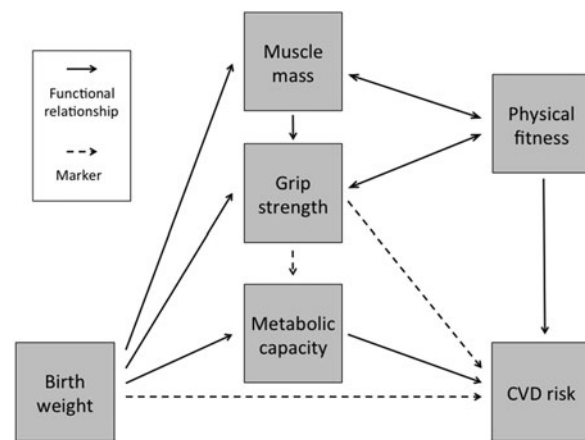 Functional
relationship
Marker
Muscle
mass
Physical
fitness
Grip
strength
Metabolic
capacity
Birth
weight
CVD risk